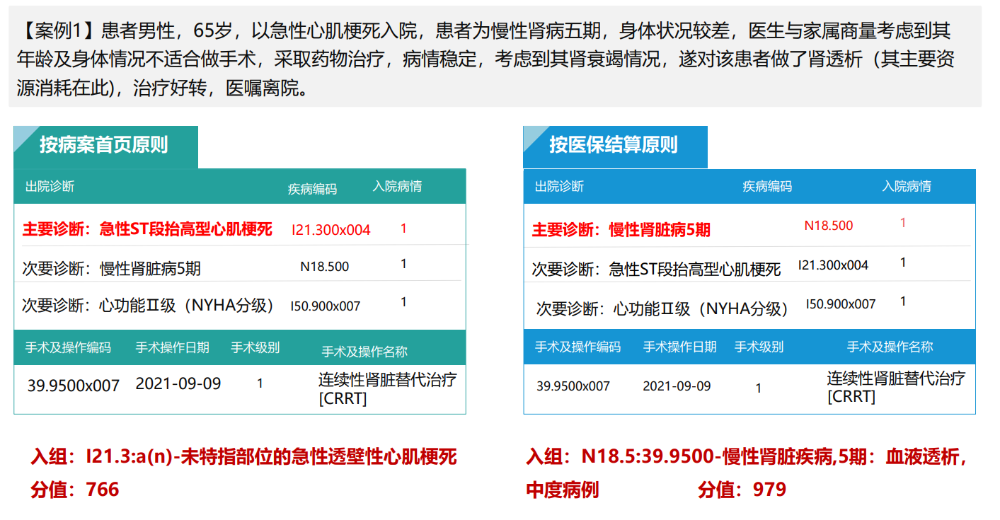 【案例1】患者男性，65岁，以急性心肌梗死入院，患者为慢性肾病五期，身体状况较差，医生与家属商量考虑到其
年龄及身体情况不适合做手术，采取药物治疗，病情稳定，考虑到其肾衰竭情况，遂对该患者做了肾透析（其主要资
源消耗在此)，治疗好转，医嘱离院。
按病案首页原则
出院诊断 疾病编码 入院病情
主要诊断：急性ST段抬高型心肌梗死 I21.300x004 1
次要诊断：慢性肾脏病5期 N18.500 1
次要诊断：心功能Ⅱ级（NYHA分级） I50.900x007 1
手术及操作编码 手术操作日期 手术级别 手术及操作名称
39.9500x007 2021-09-09 1 连续性肾脏替代治疗
[CRRT]
入组：I21.3:a(n)-未特指部位的急性透壁性心肌梗死
分值：766
按医保结算原则
出院诊断 疾病编码 入院病情
主要诊断：慢性肾脏病5期 N18.500 1
次要诊断：急性ST段抬高型心肌梗死 I21.300x004 1
次要诊断：心功能Ⅱ级（NYHA分级） I50.900x007 1
手术及操作编码 手术操作日期 手术级别 手术及操作名称
39.9500x007 2021-09-09 1 连续性肾脏替代治疗
[CRRT]
入组：N18.5:39.9500-慢性肾脏疾病,5期：血液透析，
中度病例 分值：979